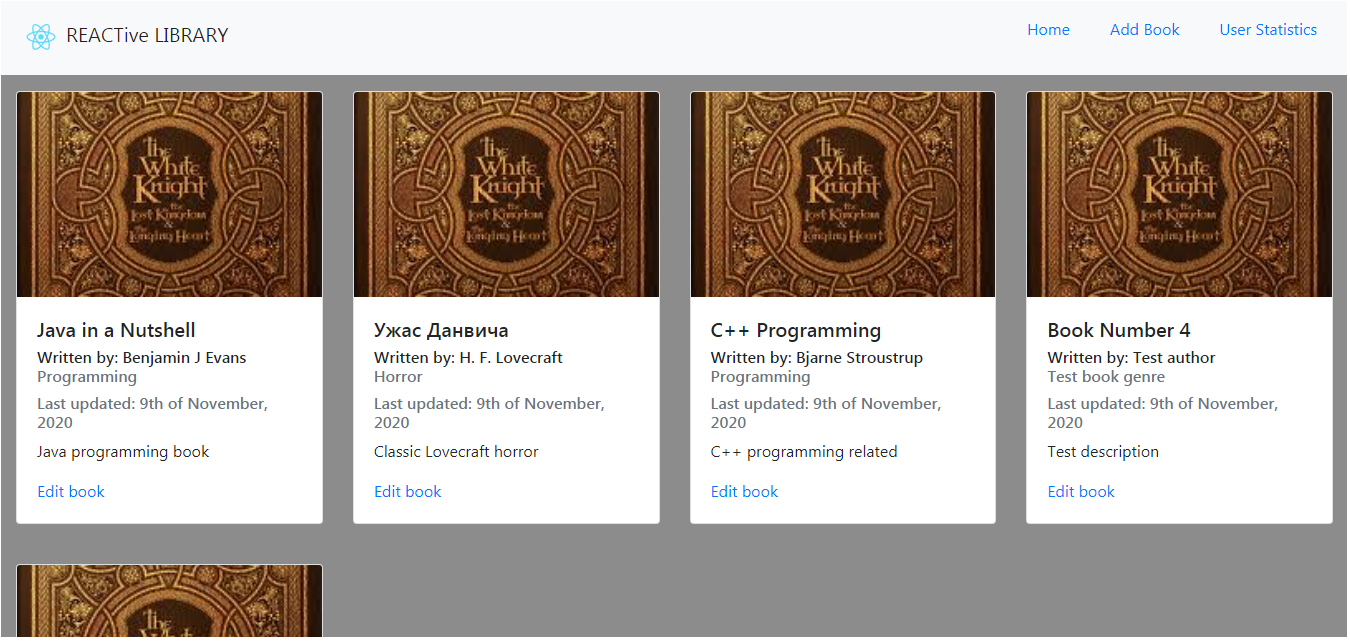 REACTive LIBRARY
Home
Add Book
User Statistics
The
White
Knight
the
Lost Kingdom
&
The
Longing Heart
Java in a Nutshell
Written by: Benjamin J Evans
Programming
Last updated: 9th of November,
2020
Java programming book
Edit book
The
White
Knight
the
Lost Kingdom
&
The
Longing Heart
Ужас Данвича
Written by: H. F. Lovecraft
Horror
Last updated: 9th of November,
2020
Classic Lovecraft horror
Edit book
The
White
Knight
the
Lost Kingdom
&
The
Longing Heart
C++ Programming
Written by: Bjarne Stroustrup
Programming
Last updated: 9th of November,
2020
C++ programming related
Edit book
The
White
Knight
the
Lost Kingdom
&
The
Longing Heart
Book Number 4
Written by: Test author
Test book genre
Last updated: 9th of November,
2020
Test description
Edit book
The